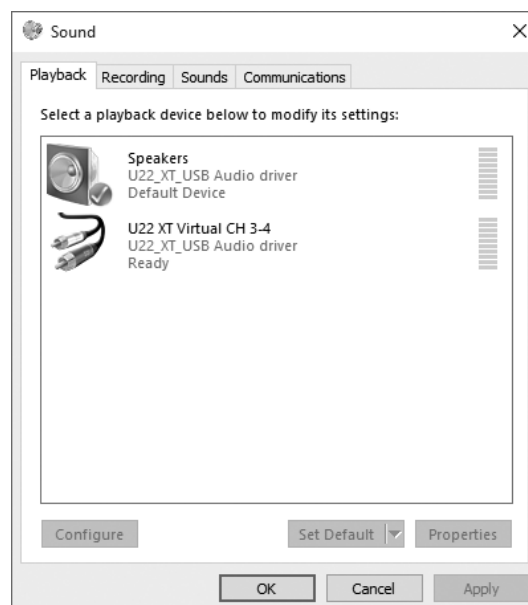 Sound
Playback Recording Sounds Communications
Select a playback device below to modify its settings:
Speakers
U22_XT_USB Audio driver
Default Device
U22 XT Virtual CH 3-4
U22_XT_USB Audio driver
Ready
Configure Set Default Properties
OK Cancel Apply